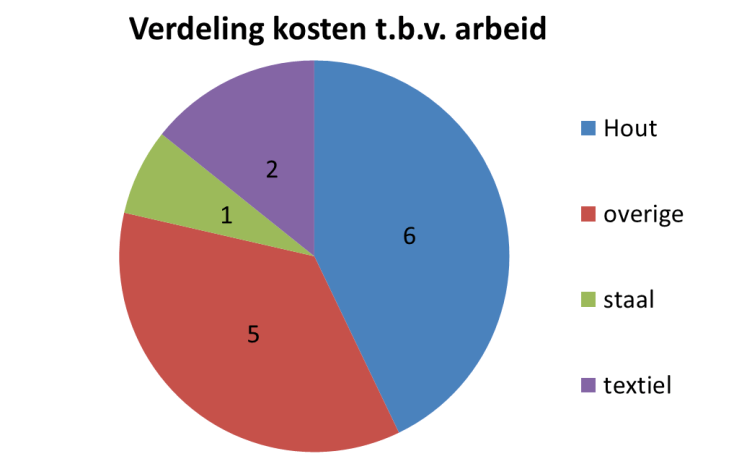 Verdeling kosten t.b.v. arbeid
2
1
6
5
Hout
overige
staal
textiel